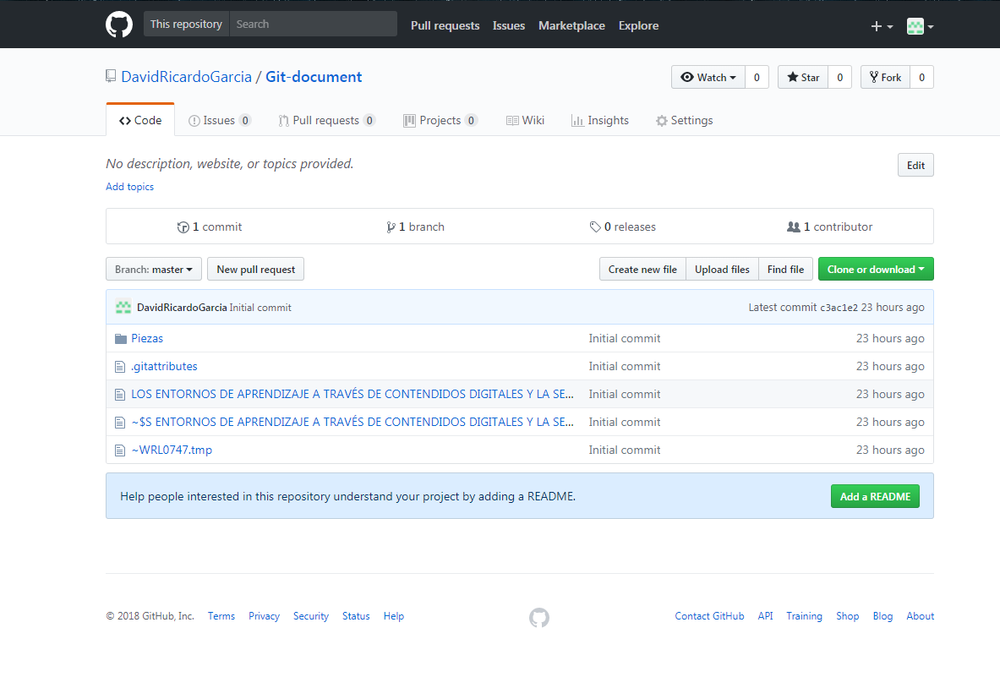 This repository Search Pull requests Issues Marketplace Explore
DavidRicardoGarcia / Git-document Watch 0 Star 0 Fork 0
Code Issues 0 Pull requests 0 Projects 0 Wiki Insights Settings
No description, website, or topics provided. Edit
Add topics
1 commit 1 branch 0 releases 1 contributor
Branch: master New pull request Create new file Upload files Find file Clone or download
DavidRicardoGarcia Initial commit Latest commit c3ac1e2 23 hours ago
Piezas Initial commit 23 hours ago
.gitattributes Initial commit 23 hours ago
LOS ENTORNOS DE APRENDIZAJE A TRAVÉS DE CONTENDIDOS DIGITALES Y LA SE... Initial commit 23 hours ago
~$S ENTORNOS DE APRENDIZAJE A TRAVÉS DE CONTENDIDOS DIGITALES Y LA SE... Initial commit 23 hours ago
~WRL0747.tmp Initial commit 23 hours ago
Help people interested in this repository understand your project by adding a README. Add a README
© 2018 GitHub, Inc. Terms Privacy Security Status Help Contact GitHub API Training Shop Blog About